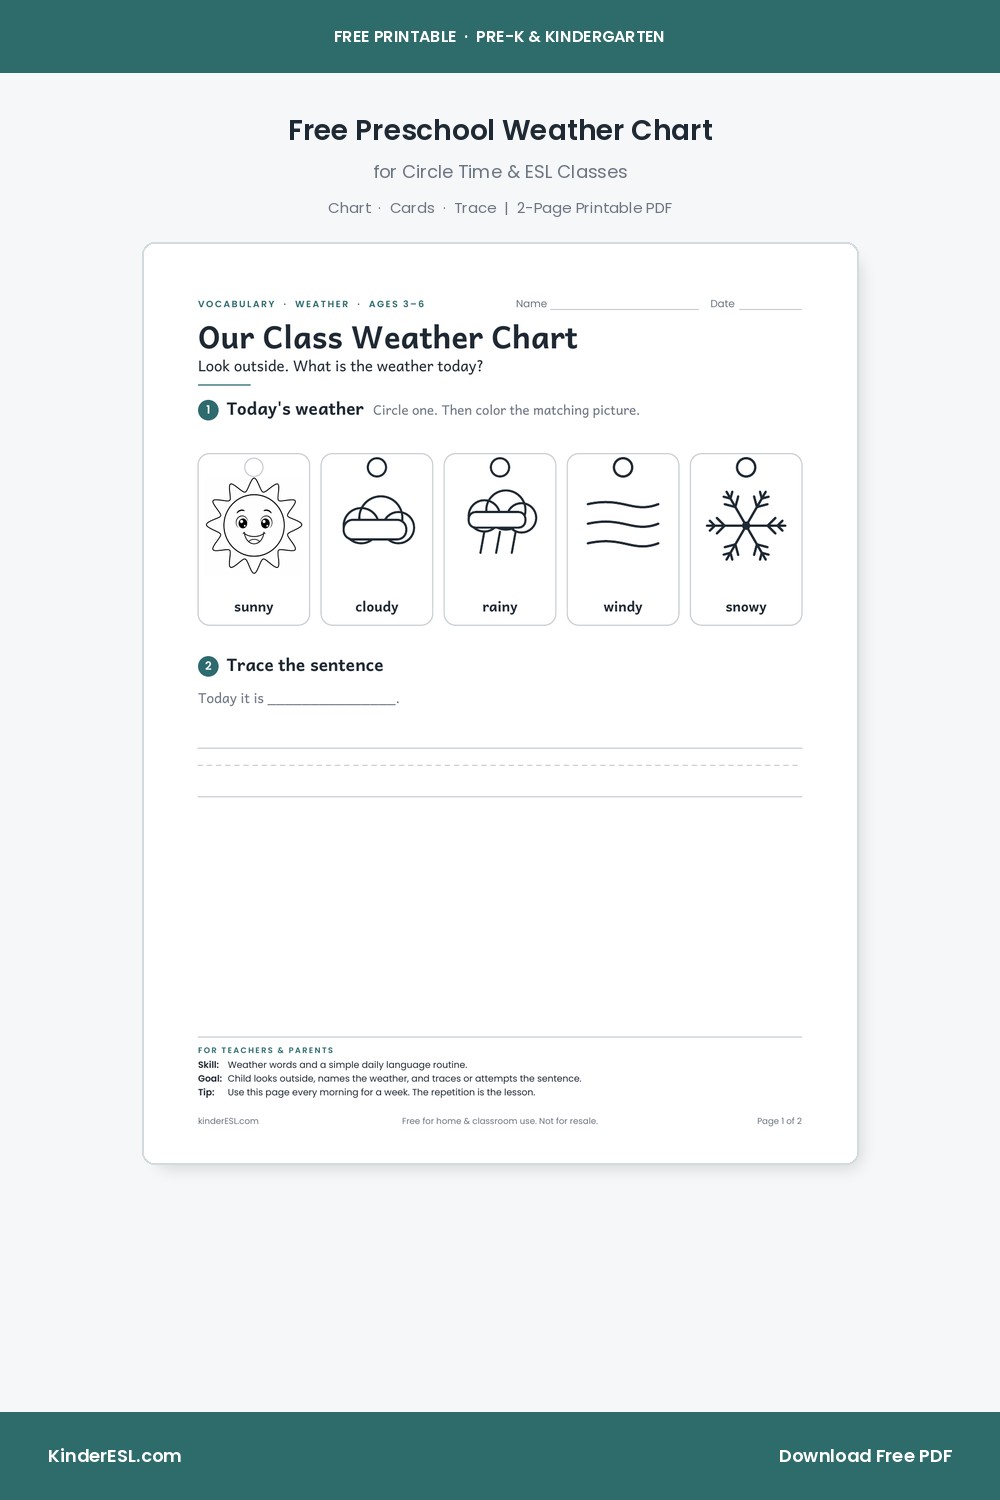 FREE PRINTABLE · PRE-K & KINDERGARTEN
Free Preschool Weather Chart
for Circle Time & ESL Classes
Chart · Cards · Trace | 2-Page Printable PDF
VOCABULARY · WEATHER · AGES 3–6 Name ____ Date ____
Our Class Weather Chart
Look outside. What is the weather today?
1 Today's weather Circle one. Then color the matching picture.
sunny cloudy rainy windy snowy
2 Trace the sentence
Today it is ________________.
FOR TEACHERS & PARENTS
Skill: Weather words and a simple daily language routine.
Goal: Child looks outside, names the weather, and traces or attempts the sentence.
Tip: Use this page every morning for a week. The repetition is the lesson.
kinderESL.com Free for home & classroom use. Not for resale. Page 1 of 2
KinderESL.com Download Free PDF